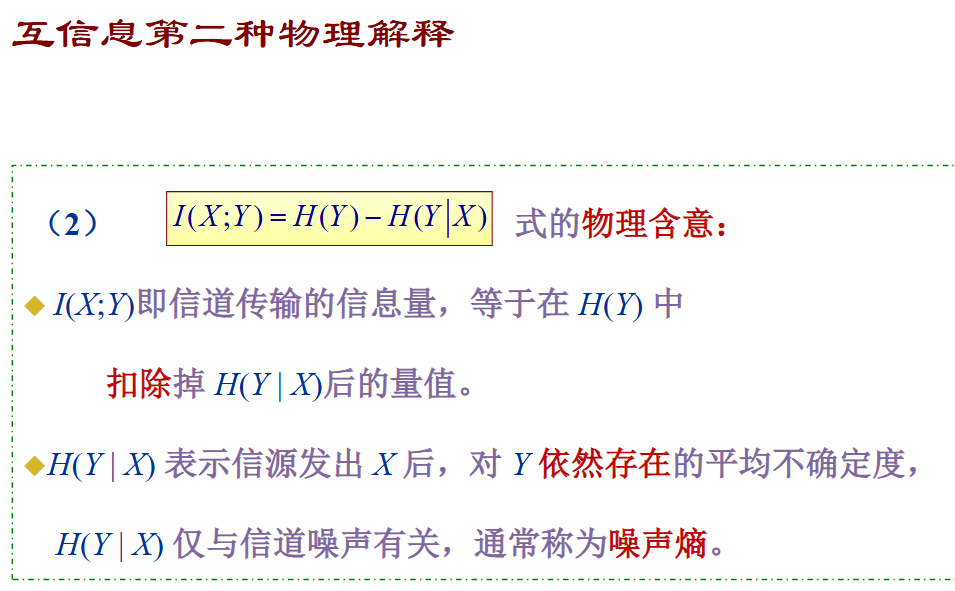 互信息第二种物理解释
（2） I(X;Y)=H(Y)−H(Y|X) 式的物理含意：
◆ I(X;Y)即信道传输的信息量，等于在 H(Y) 中
扣除掉 H(Y | X)后的量值。
◆H(Y | X) 表示信源发出 X 后，对 Y 依然存在的平均不确定度，
H(Y | X) 仅与信道噪声有关，通常称为噪声熵。